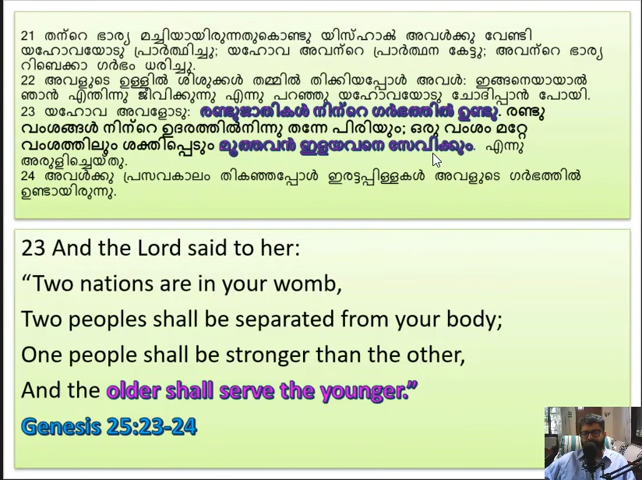 21 തന്റെ ഭാര്യ മച്ചിയായിരുന്നതുകൊണ്ടു യിസ്ഹാൿ അവൾക്കു വേണ്ടി
യഹോവയോടു പ്രാർത്ഥിച്ചു; യഹോവ അവന്റെ പ്രാർത്ഥന കേട്ടു; അവന്റെ ഭാര്യ
റിബെക്കാ ഗർഭം ധരിച്ചു.
22 അവളുടെ ഉള്ളിൽ ശിശുക്കൾ തമ്മിൽ തിക്കിയപ്പോൾ അവൾ: ഇങ്ങനെയായാൽ
ഞാൻ എന്തിന്നു ജീവിക്കുന്നു എന്നു പറഞ്ഞു യഹോവയോടു ചോദിപ്പാൻ പോയി.
23 യഹോവ അവളോടു: രണ്ടുജാതികൾ നിന്റെ ഗർഭത്തിൽ ഉണ്ടു. രണ്ടു
വംശങ്ങൾ നിന്റെ ഉദരത്തിൽനിന്നു തന്നേ പിരിയും; ഒരു വംശം മറ്റേ
വംശത്തിലും ശക്തിപ്പെടും മൂത്തവൻ ഇളയവനെ സേവിക്കും. എന്നു
അരുളിച്ചെയ്തു.
24 അവൾക്കു പ്രസവകാലം തികഞ്ഞപ്പോൾ ഇരട്ടപ്പിള്ളകൾ അവളുടെ ഗർഭത്തിൽ
ഉണ്ടായിരുന്നു.
23 And the Lord said to her:
“Two nations are in your womb,
Two peoples shall be separated from your body;
One people shall be stronger than the other,
And the older shall serve the younger.”
Genesis 25:23-24